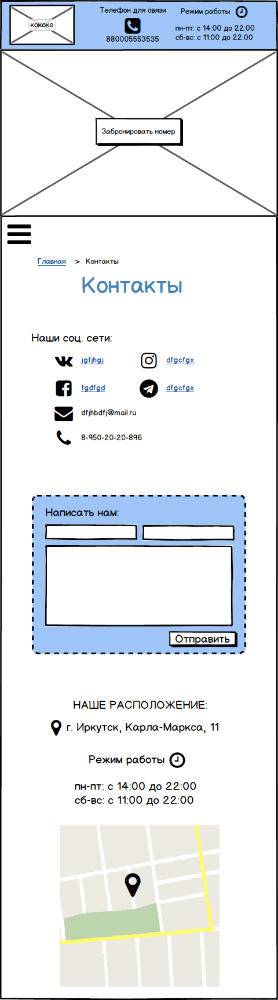 кококо
Телефон для связи
880005553535
Режим работы
пн-пт: с 14:00 до 22:00
сб-вс: с 11:00 до 22:00
Забронировать номер
Главная > Контакты
Контакты
Наши соц. сети:
jgfjhgj dfgcfgx
fgdfgd dfgcfgx
dfjhbdfj@mail.ru
8-950-20-20-896
Написать нам:
Отправить
НАШЕ РАСПОЛОЖЕНИЕ:
г. Иркутск, Карла-Маркса, 11
Режим работы
пн-пт: с 14:00 до 22:00
сб-вс: с 11:00 до 22:00